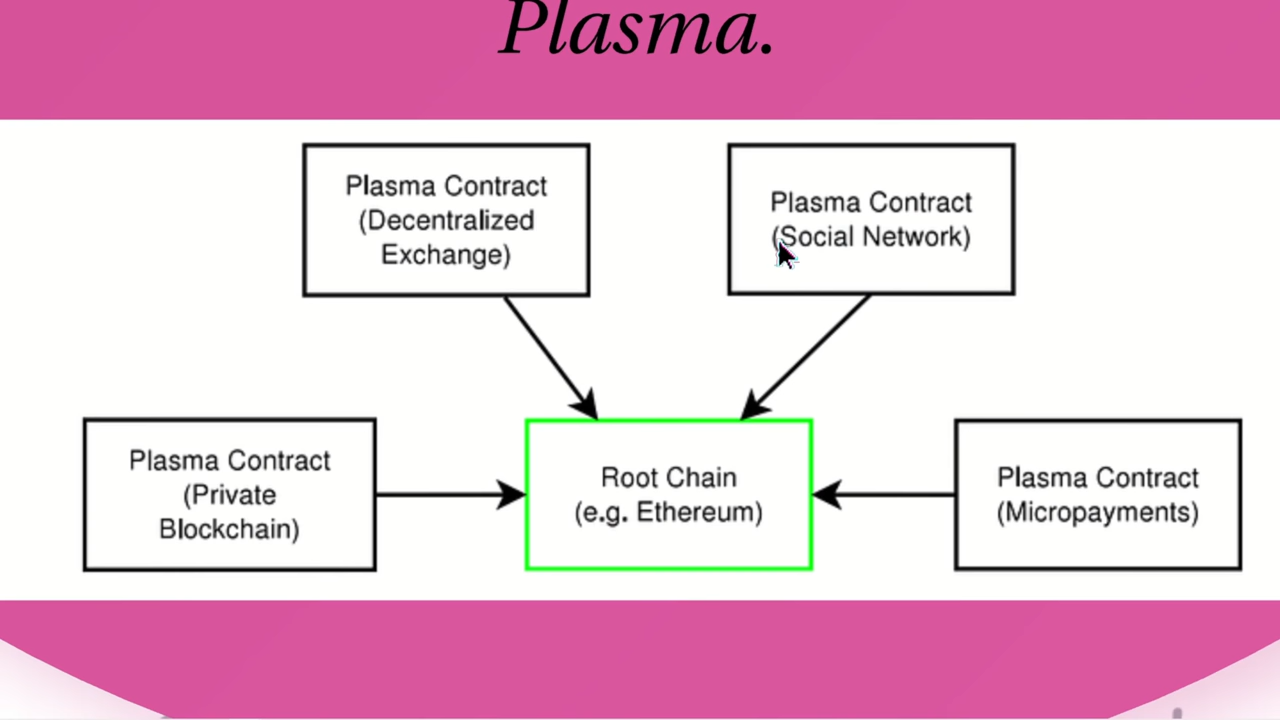 Plasma.
Plasma Contract
(Decentralized
Exchange)
Plasma Contract
(Social Network)
Plasma Contract
(Private
Blockchain)
Root Chain
(e.g. Ethereum)
Plasma Contract
(Micropayments)